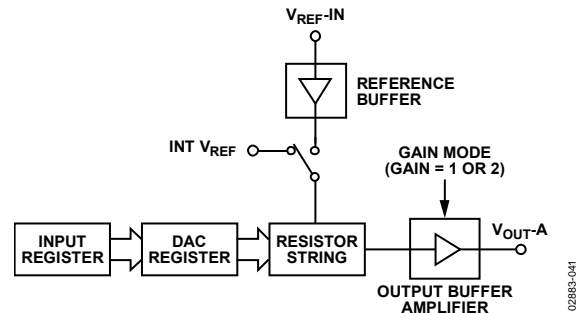 VREF-IN
REFERENCE
BUFFER
INT VREF
GAIN MODE
(GAIN = 1 OR 2)
INPUT
REGISTER
DAC
REGISTER
RESISTOR
STRING
VOUT-A
OUTPUT BUFFER
AMPLIFIER
02883-041